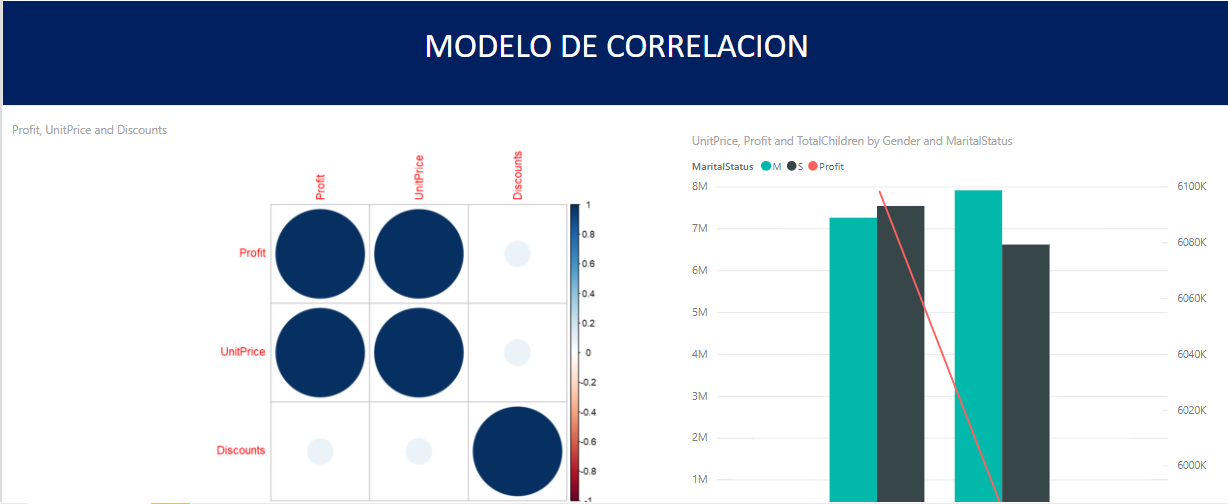 MODELO DE CORRELACION
Profit, UnitPrice and Discounts
Profit
UnitPrice
Discounts
Profit
UnitPrice
Discounts
1
0.8
0.6
0.4
0.2
0
-0.2
-0.4
-0.6
-0.8
-1
UnitPrice, Profit and TotalChildren by Gender and MaritalStatus
MaritalStatus M S Profit
8M
7M
6M
5M
4M
3M
2M
1M
6100K
6080K
6060K
6040K
6020K
6000K